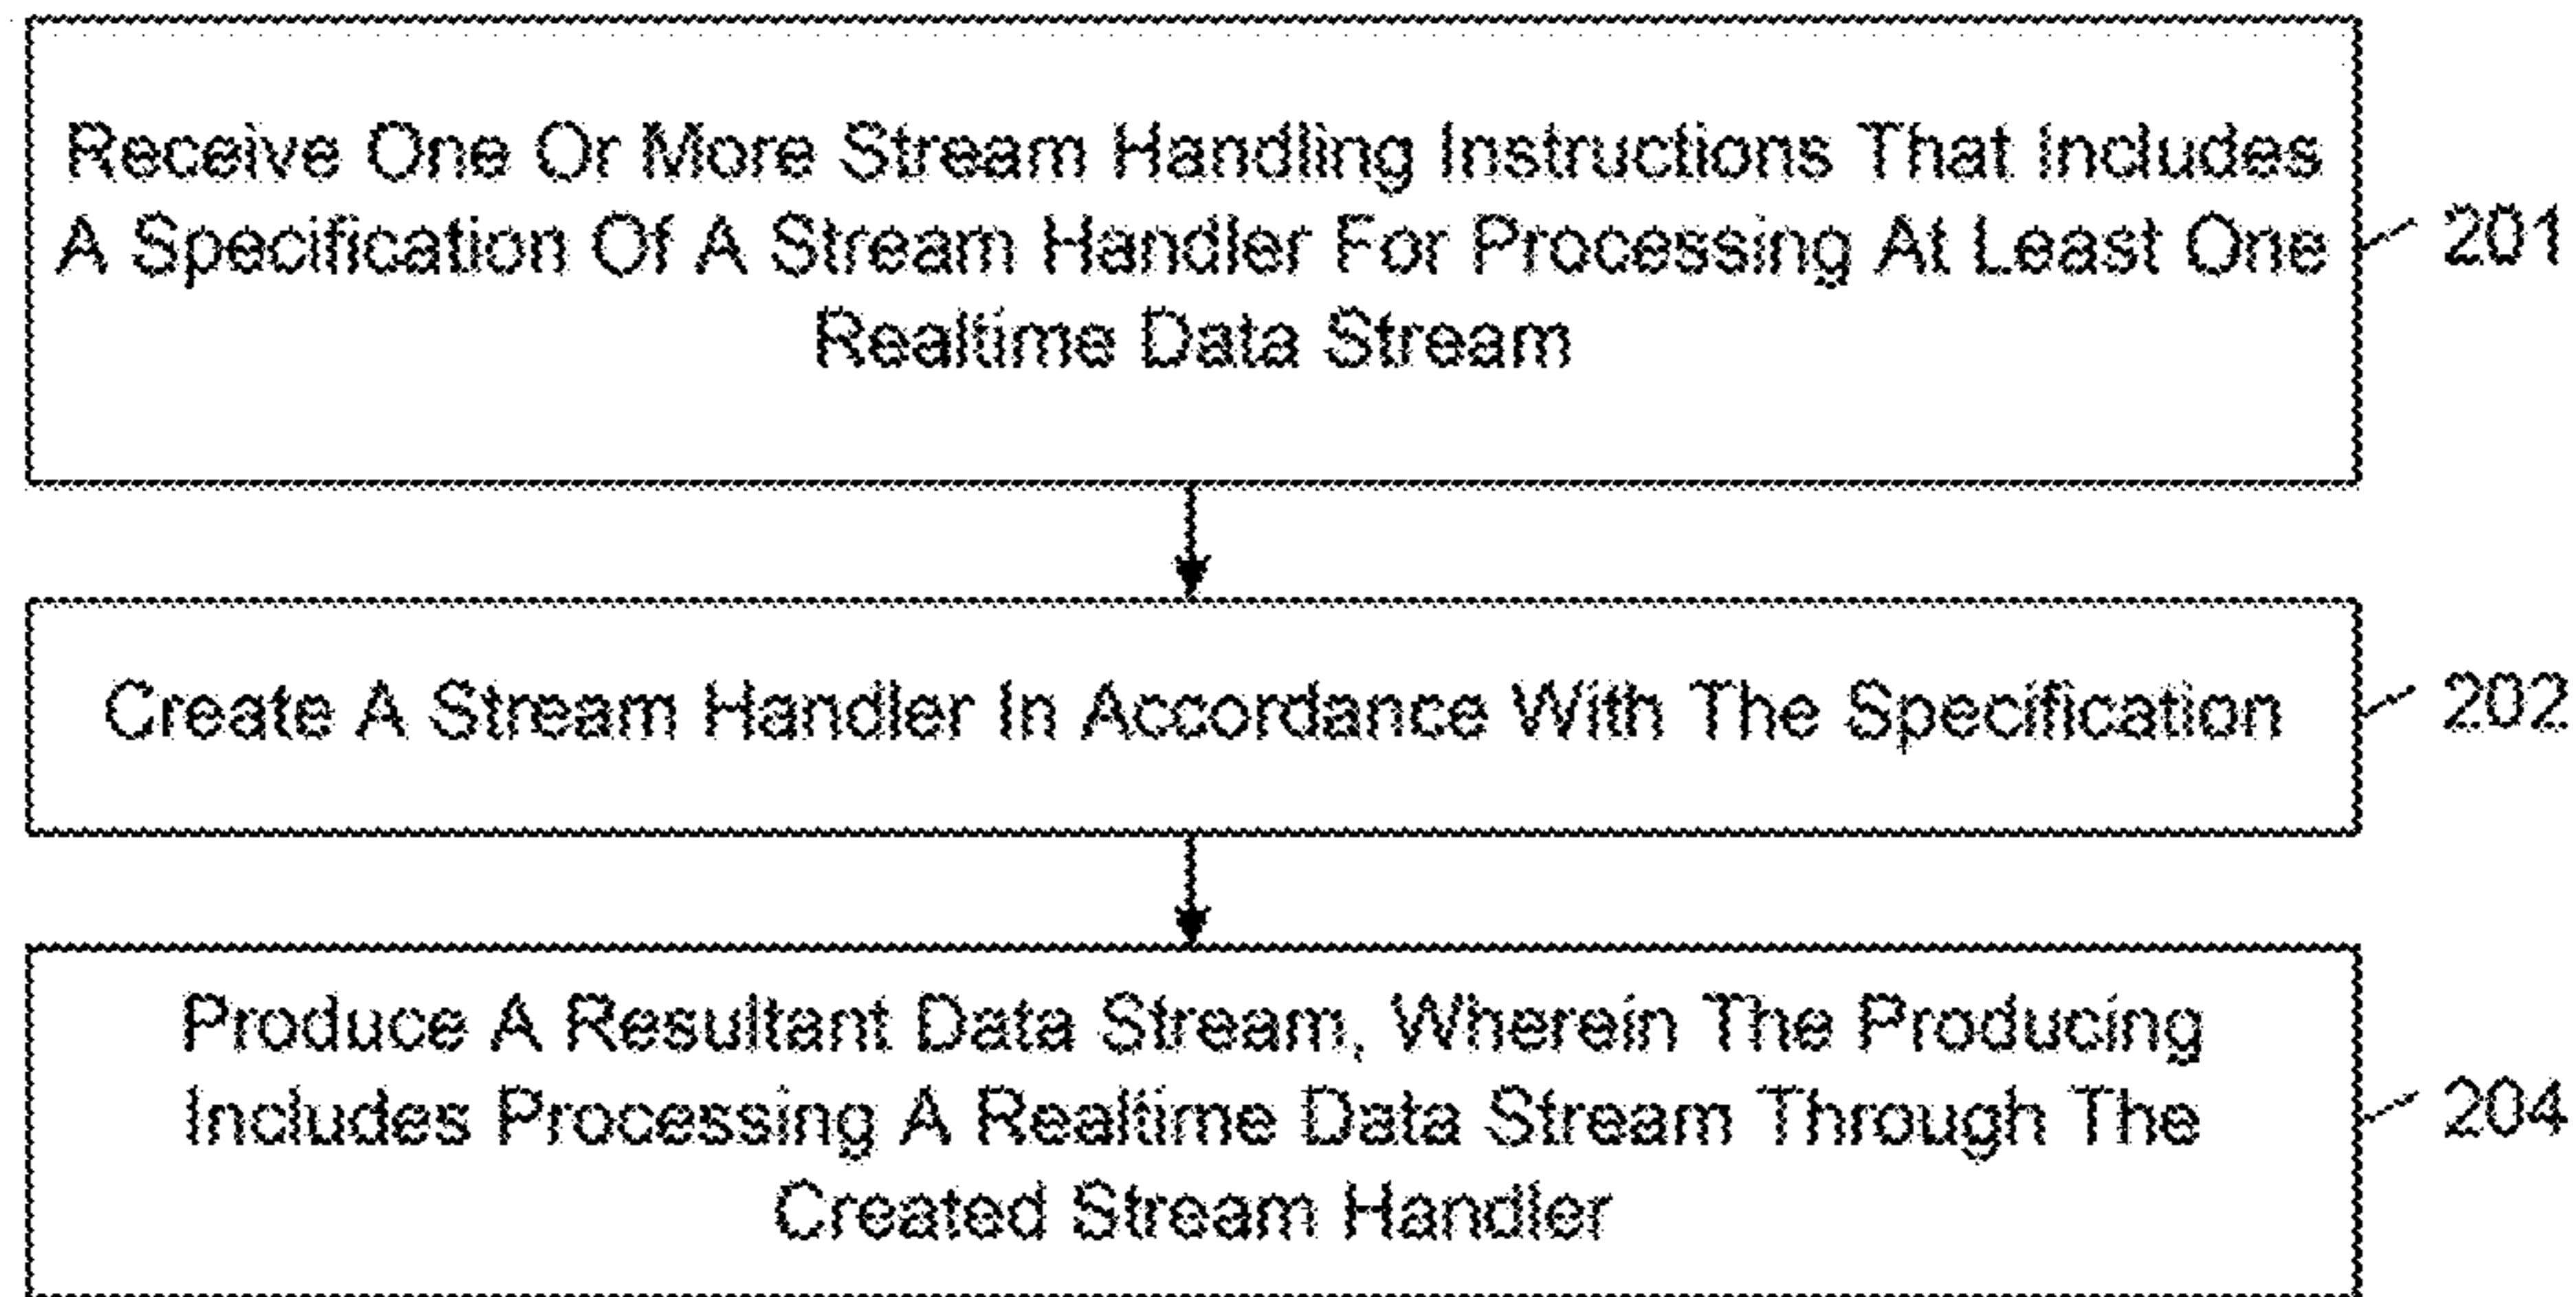 Receive One Or More Stream Handling Instructions That Includes
A Specification Of A Stream Handler For Processing At Least One
Realtime Data Stream
201
Create A Stream Handler In Accordance With The Specification
202
Produce A Resultant Data Stream, Wherein The Producing
Includes Processing A Realtime Data Stream Through The
Created Stream Handler
204